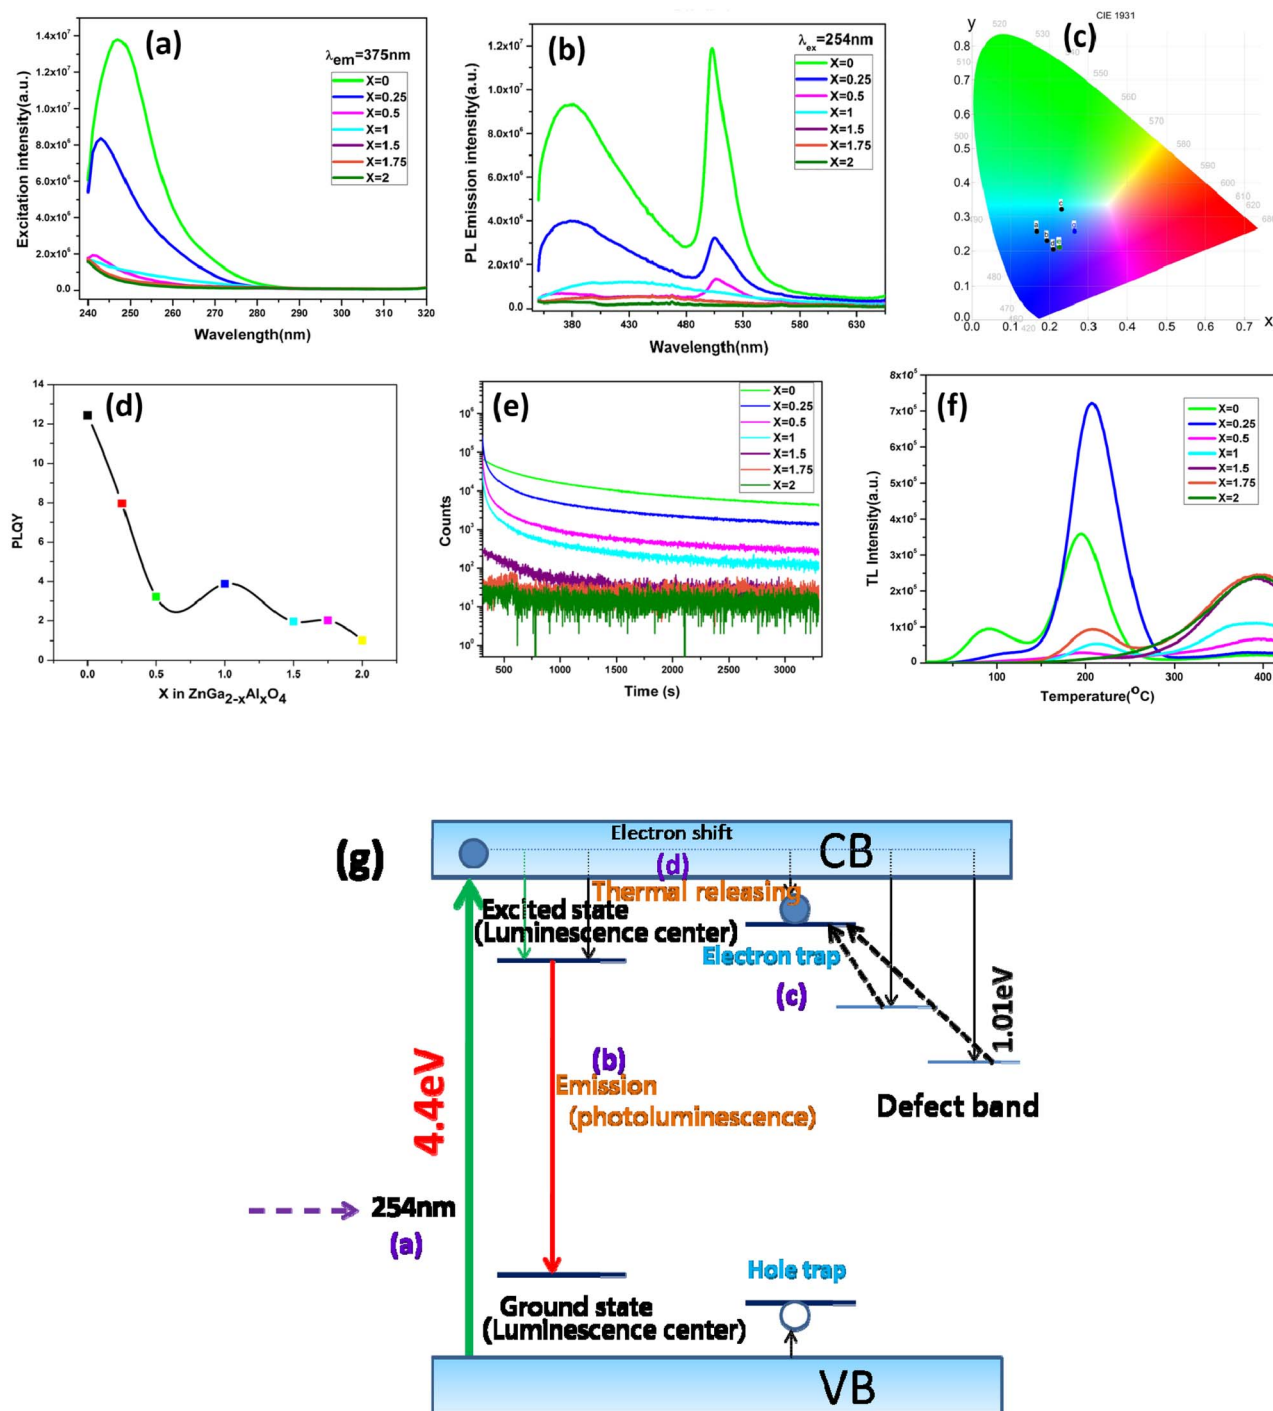 (a)
λem=375nm
X=0
X=0.25
X=0.5
X=1
X=1.5
X=1.75
X=2
Excitation intensity(a.u.)
1.4x10⁷
1.2x10⁷
1.0x10⁷
8.0x10⁶
6.0x10⁶
4.0x10⁶
2.0x10⁶
0.0
240 250 260 270 280 290 300 310 320
Wavelength(nm)
(b)
λex=254nm
X=0
X=0.25
X=0.5
X=1
X=1.5
X=1.75
X=2
PL Emission intensity(a.u.)
1.2x10⁷
1.0x10⁷
8.0x10⁶
6.0x10⁶
4.0x10⁶
2.0x10⁶
0.0
380 430 480 530 580 630
Wavelength(nm)
CIE 1931
(c)
y
0.8
0.7
0.6
0.5
0.4
0.3
0.2
0.1
0.0
0.0 0.1 0.2 0.3 0.4 0.5 0.6 0.7
x
520
530
510
550
560
570
500
580
590
600
610
620
480
470
420
(d)
PLQY
14
12
10
8
6
4
2
0
0.0 0.5 1.0 1.5 2.0
X in ZnGa2-xAlxO4
(e)
X=0
X=0.25
X=0.5
X=1
X=1.5
X=1.75
X=2
Counts
10⁶
10⁵
10⁴
10³
10²
10¹
10⁰
500 1000 1500 2000 2500 3000
Time (s)
(f)
X=0
X=0.25
X=0.5
X=1
X=1.5
X=1.75
X=2
TL Intensity(a.u.)
8x10⁵
7x10⁵
6x10⁵
5x10⁵
4x10⁵
3x10⁵
2x10⁵
1x10⁵
0
100 200 300 400
Temperature(°C)
(g)
Electron shift
CB
(d)
Thermal releasing
Excited state
(Luminescence center)
Electron trap
(c)
1.01eV
(b)
Emission
(photoluminescence)
Defect band
4.4eV
254nm
(a)
Hole trap
Ground state
(Luminescence center)
VB